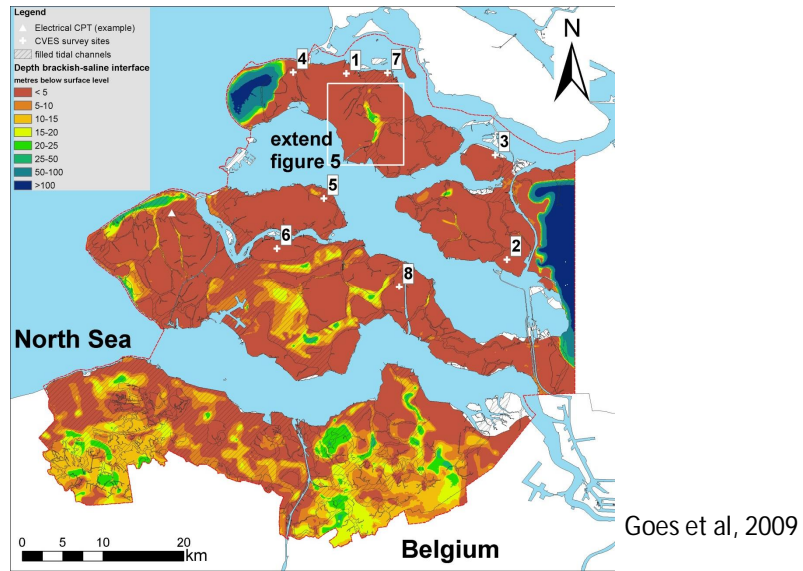 Legend
Electrical CPT (example)
CVES survey sites
filled tidal channels
Depth brackish-saline interface
metres below surface level
< 5
5-10
10-15
15-20
20-25
25-50
50-100
>100
N
4
1
7
3
extend
figure 5
5
6
2
8
North Sea
Goes et al, 2009
0 5 10 20
km
Belgium